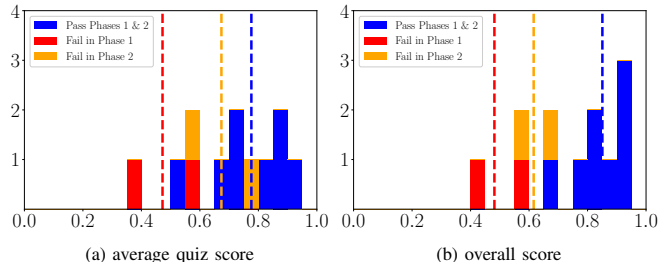 4
3
2
1
0.0 0.2 0.4 0.6 0.8 1.0
Pass Phases 1 & 2
Fail in Phase 1
Fail in Phase 2
(a) average quiz score
4
3
2
1
0.0 0.2 0.4 0.6 0.8 1.0
Pass Phases 1 & 2
Fail in Phase 1
Fail in Phase 2
(b) overall score